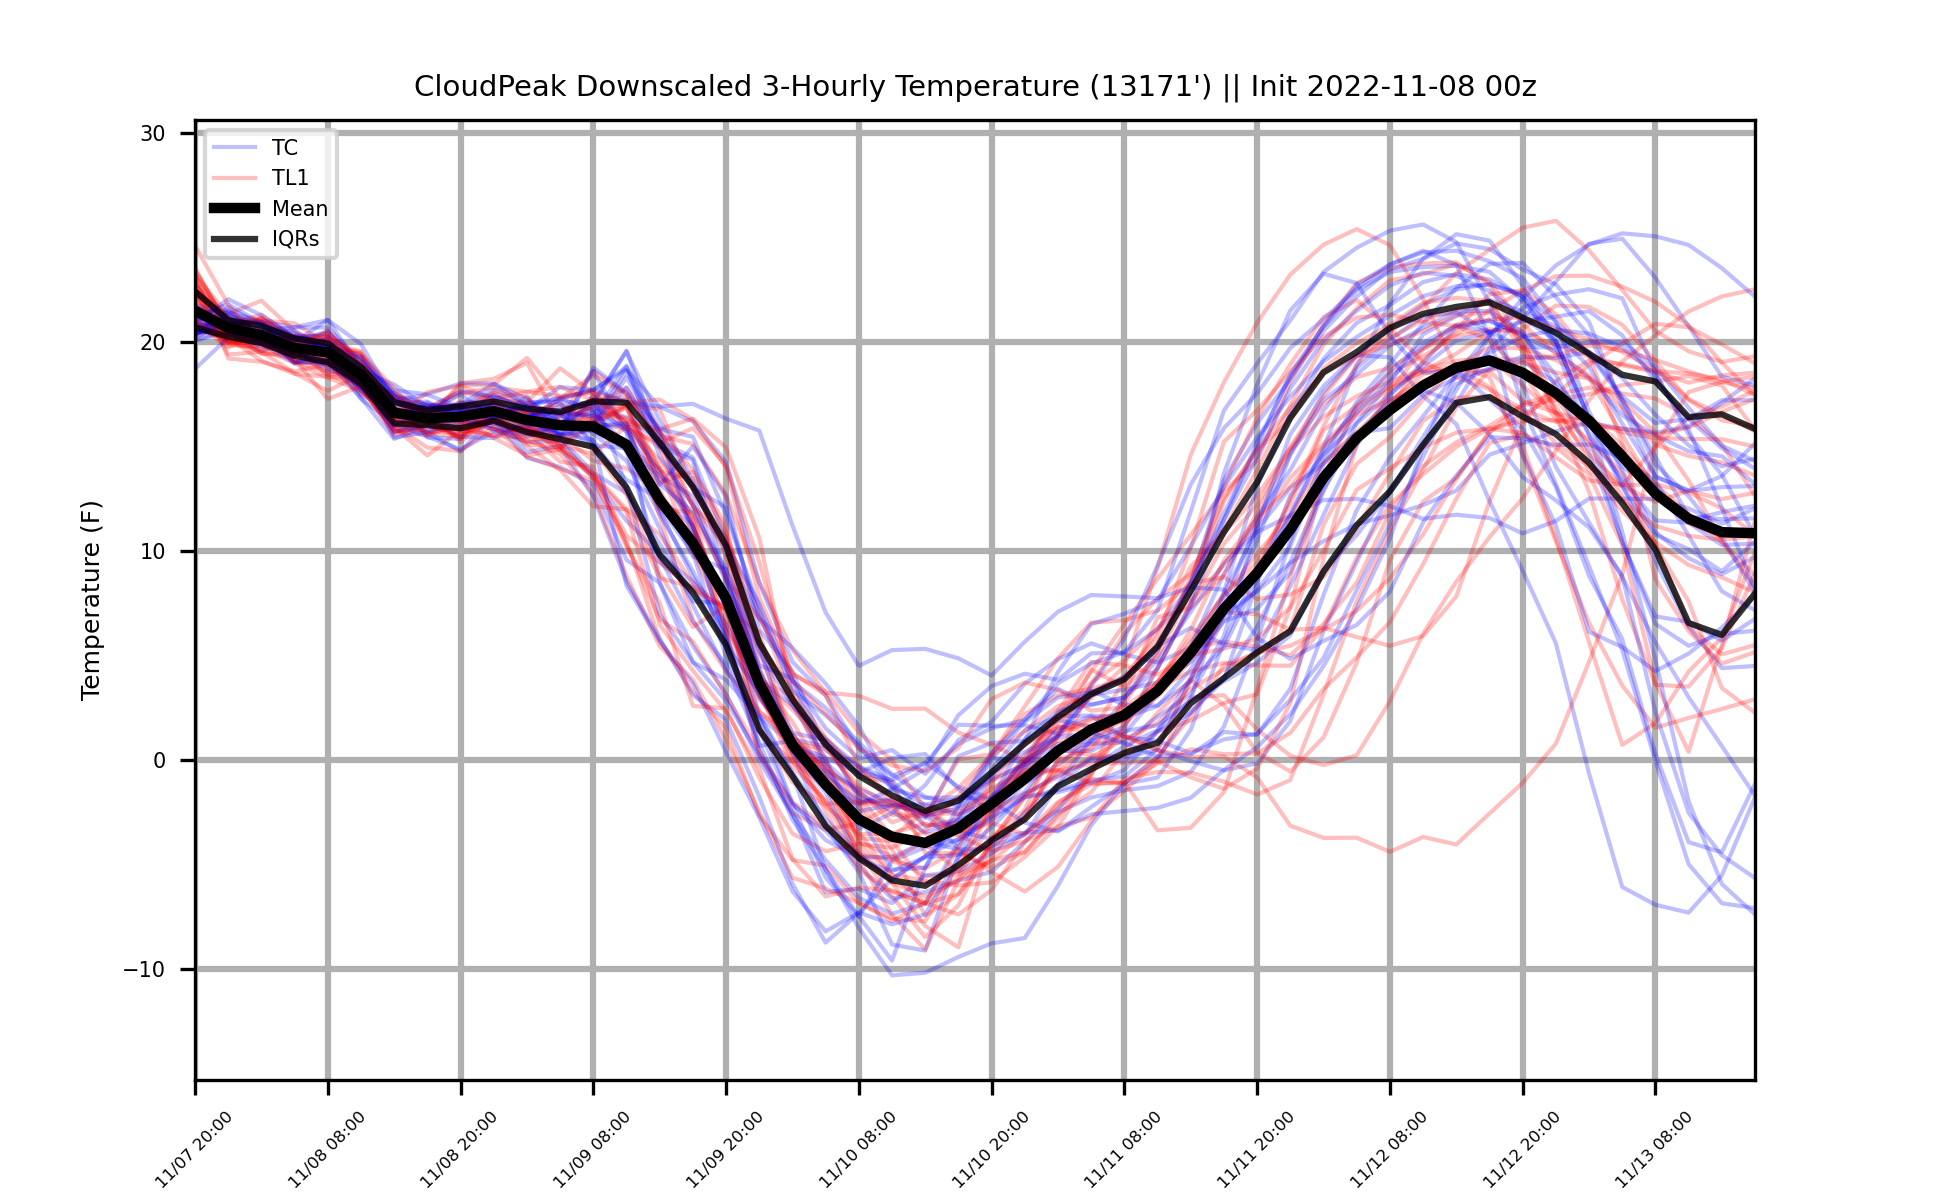 CloudPeak Downscaled 3-Hourly Temperature (13171') || Init 2022-11-08 00z
TC
TL1
Mean
IQRs
Temperature (F)
30
20
10
0
−10
11/07 20:00
11/08 08:00
11/08 20:00
11/09 08:00
11/09 20:00
11/10 08:00
11/10 20:00
11/11 08:00
11/11 20:00
11/12 08:00
11/12 20:00
11/13 08:00